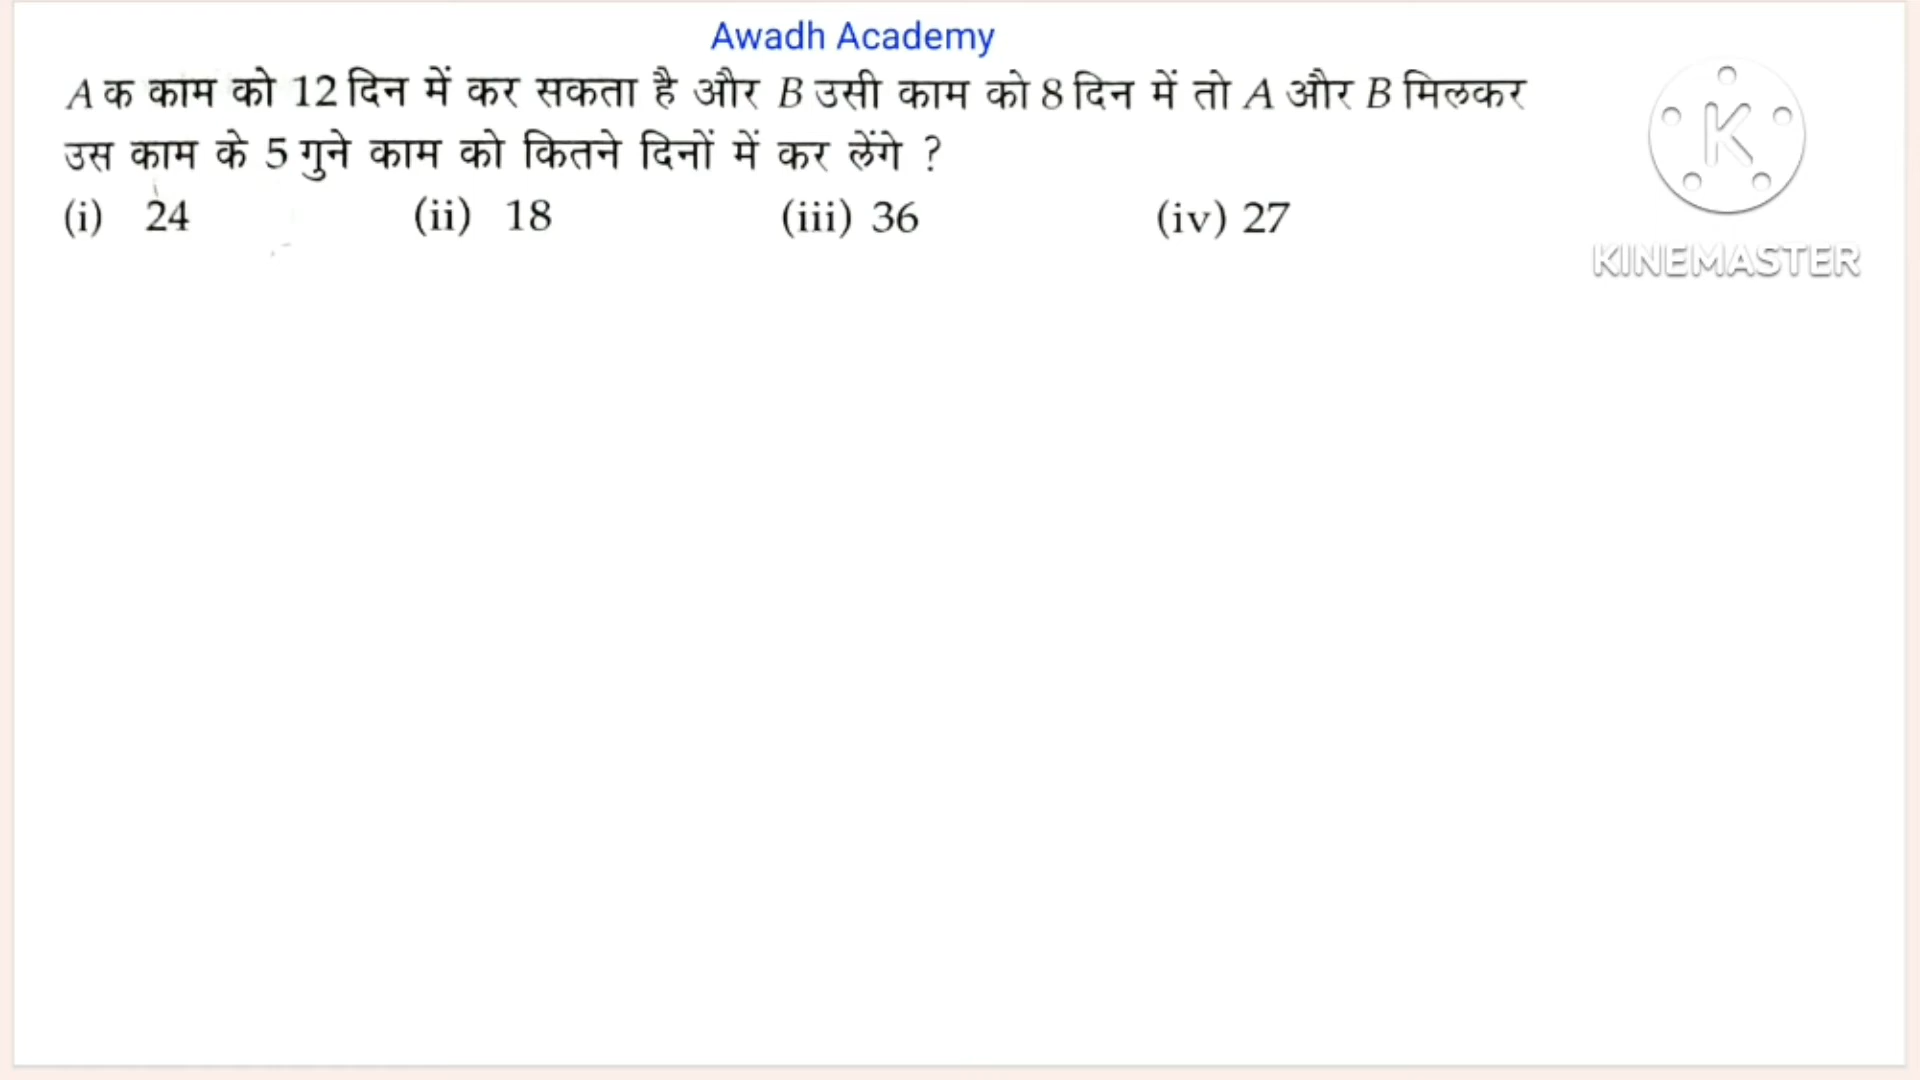 Awadh Academy
A क काम को 12 दिन में कर सकता है और B उसी काम को 8 दिन में तो A और B मिलकर
उस काम के 5 गुने काम को कितने दिनों में कर लेंगे ?
(i) 24 (ii) 18 (iii) 36 (iv) 27
K
KINEMASTER